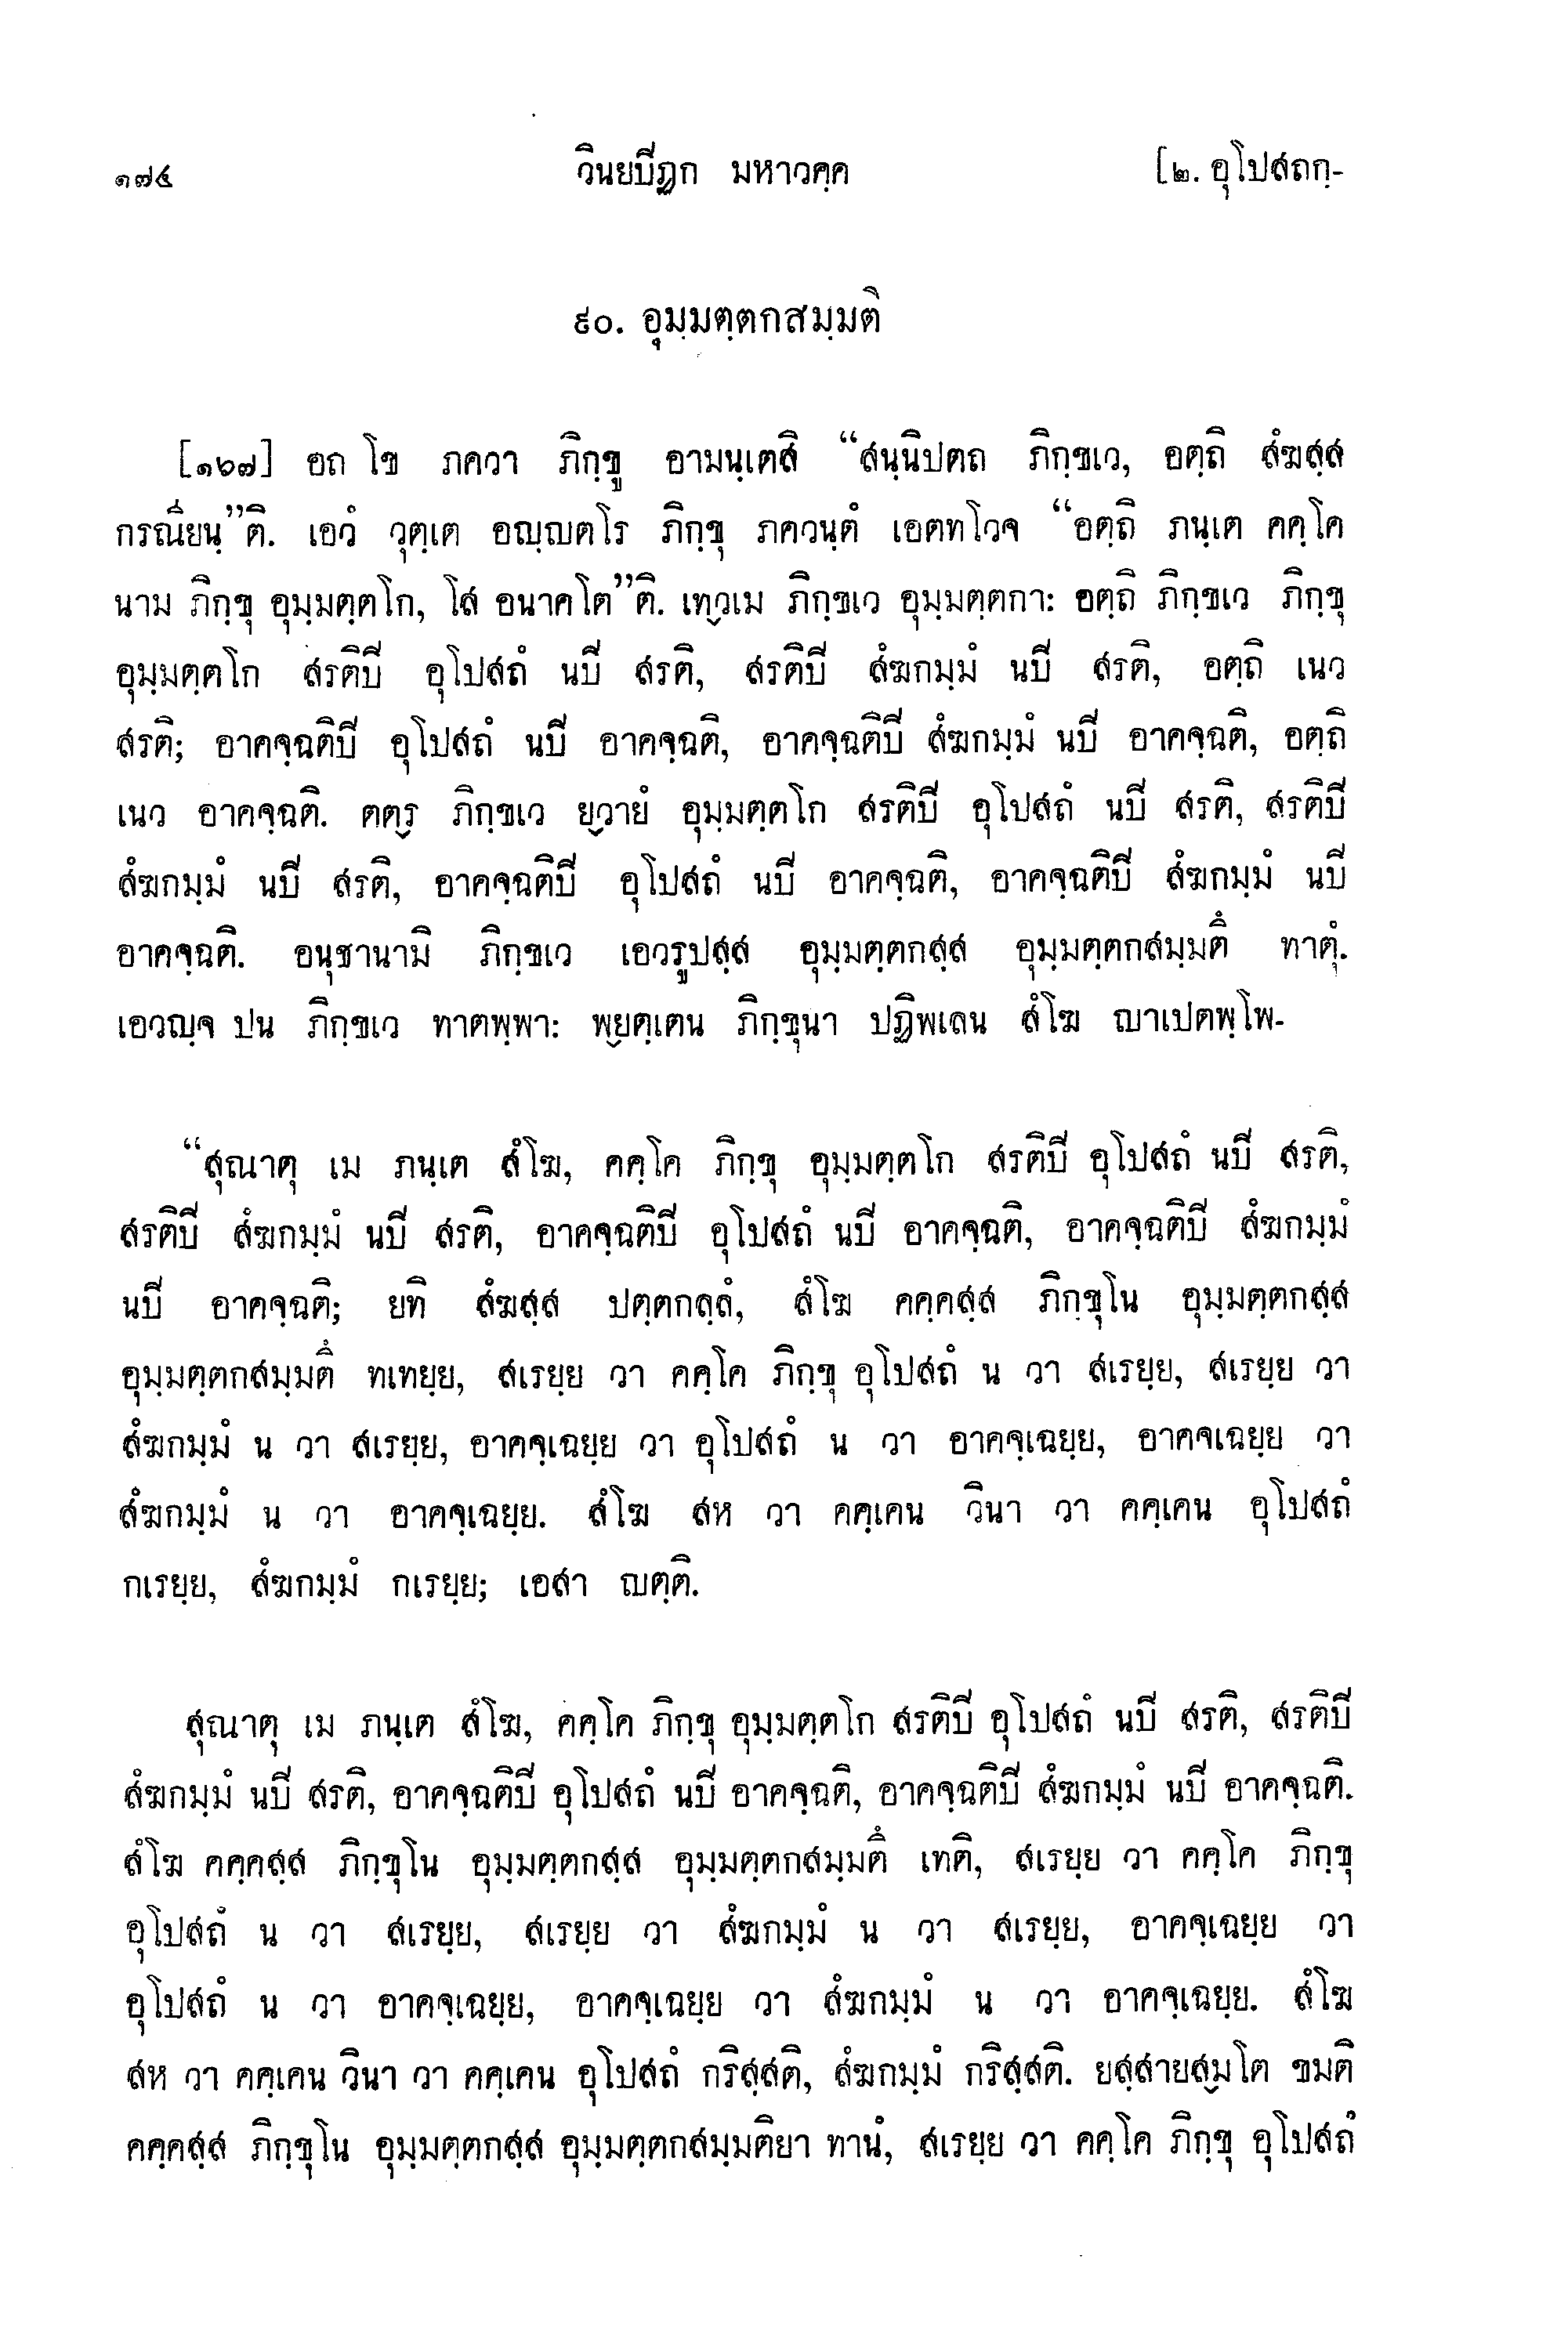 ๑๗๔ วินยปิฏก มหาวคฺค [๒. อุโปสถกฺ-
๙๐. อุมฺมตฺตกสมฺมติ
[๑๖๗] อถ โข ภควา ภิกฺขู อามนฺเตสิ “สนฺนิปตถ ภิกฺขเว, อตฺถิ สํฆสฺส
กรณียนฺ”ติ. เอวํ วุตฺเต อญฺญตโร ภิกฺขุ ภควนฺตํ เอตทโวจ “อตฺถิ ภนฺเต คคฺโค
นาม ภิกฺขุ อุมฺมตฺตโก, โส อนาคโต”ติ. เทฺวเม ภิกฺขเว อุมฺมตฺตกา: อตฺถิ ภิกฺขเว ภิกฺขุ
อุมฺมตฺตโก สรติปิ อุโปสถํ นปิ สรติ, สรติปิ สํฆกมฺมํ นปิ สรติ, อตฺถิ เนว
สรติ; อาคจฺฉติปิ อุโปสถํ นปิ อาคจฺฉติ, อาคจฺฉติปิ สํฆกมฺมํ นปิ อาคจฺฉติ, อตฺถิ
เนว อาคจฺฉติ. ตตฺร ภิกฺขเว ยฺวายํ อุมฺมตฺตโก สรติปิ อุโปสถํ นปิ สรติ, สรติปิ
สํฆกมฺมํ นปิ สรติ, อาคจฺฉติปิ อุโปสถํ นปิ อาคจฺฉติ, อาคจฺฉติปิ สํฆกมฺมํ นปิ
อาคจฺฉติ. อนุชานามิ ภิกฺขเว เอวรูปสฺส อุมฺมตฺตกสฺส อุมฺมตฺตกสมฺมตึ ทาตุํ.
เอวญฺจ ปน ภิกฺขเว ทาตพฺพา: พฺยตฺเตน ภิกฺขุนา ปฏิพเลน สํโฆ ญาเปตพฺโพ-
“สุณาตุ เม ภนฺเต สํโฆ, คคฺโค ภิกฺขุ อุมฺมตฺตโก สรติปิ อุโปสถํ นปิ สรติ,
สรติปิ สํฆกมฺมํ นปิ สรติ, อาคจฺฉติปิ อุโปสถํ นปิ อาคจฺฉติ, อาคจฺฉติปิ สํฆกมฺมํ
นปิ อาคจฺฉติ; ยทิ สํฆสฺส ปตฺตกลฺลํ, สํโฆ คคฺคสฺส ภิกฺขุโน อุมฺมตฺตกสฺส
อุมฺมตฺตกสมฺมตึ ทเทยฺย, สเรยฺย วา คคฺโค ภิกฺขุ อุโปสถํ น วา สเรยฺย, สเรยฺย วา
สํฆกมฺมํ น วา สเรยฺย, อาคจฺเฉยฺย วา อุโปสถํ น วา อาคจฺเฉยฺย, อาคจเฉยฺย วา
สํฆกมฺมํ น วา อาคจฺเฉยฺย. สํโฆ สห วา คคฺเคน วินา วา คคฺเคน อุโปสถํ
กเรยฺย, สํฆกมฺมํ กเรยฺย; เอสา ญตฺติ.
สุณาตุ เม ภนฺเต สํโฆ, คคฺโค ภิกฺขุ อุมฺมตฺตโก สรติปิ อุโปสถํ นปิ สรติ, สรติปิ
สํฆกมฺมํ นปิ สรติ, อาคจฺฉติปิ อุโปสถํ นปิ อาคจฺฉติ, อาคจฺฉติปิ สํฆกมฺมํ นปิ อาคจฺฉติ.
สํโฆ คคฺคสฺส ภิกฺขุโน อุมฺมตฺตกสฺส อุมฺมตฺตกสมฺมตึ เทติ, สเรยฺย วา คคฺโค ภิกฺขุ
อุโปสถํ น วา สเรยฺย, สเรยฺย วา สํฆกมฺมํ น วา สเรยฺย, อาคจฺเฉยฺย วา
อุโปสถํ น วา อาคจฺเฉยฺย, อาคจฺเฉยฺย วา สํฆกมฺมํ น วา อาคจฺเฉยฺย. สํโฆ
สห วา คคฺเคน วินา วา คคฺเคน อุโปสถํ กริสฺสติ, สํฆกมฺมํ กริสฺสติ. ยสฺสายสฺมโต ขมติ
คคฺคสฺส ภิกฺขุโน อุมฺมตฺตกสฺส อุมฺมตฺตกสมฺมติยา ทานํ, สเรยฺย วา คคฺโค ภิกฺขุ อุโปสถํ